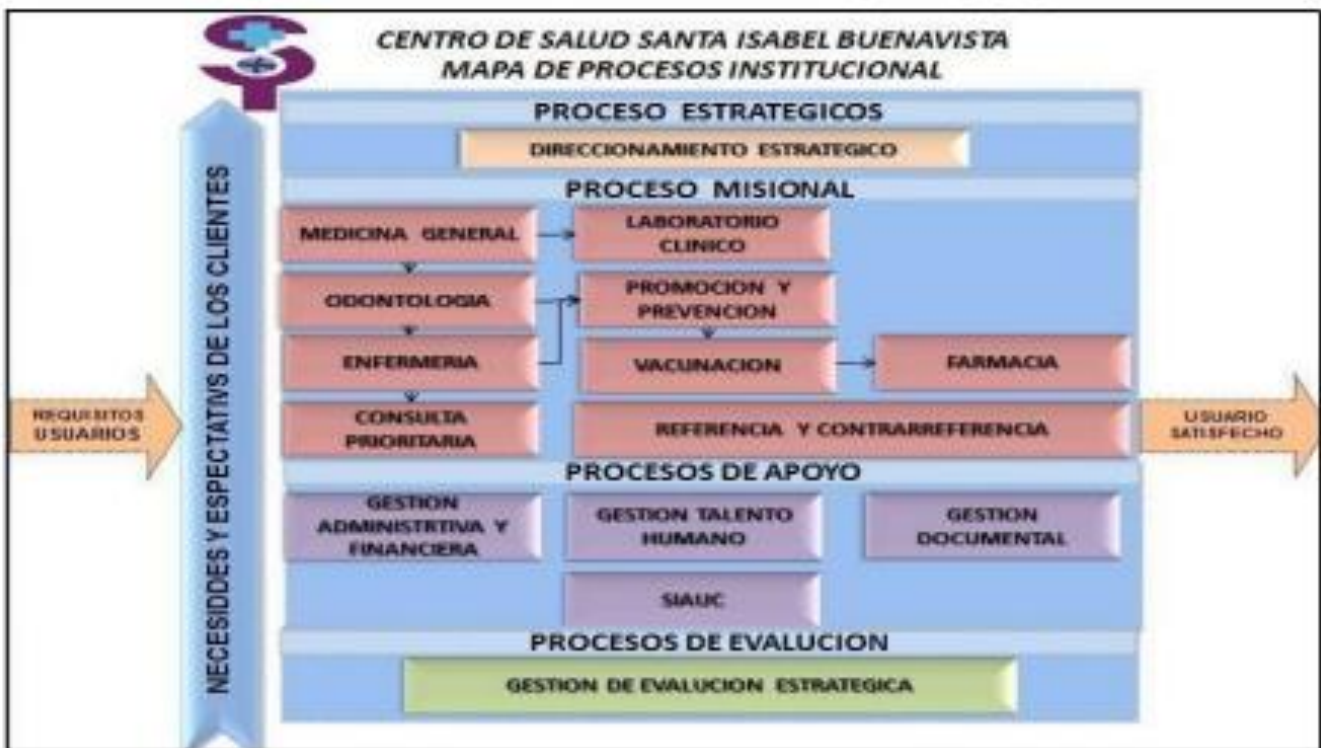 CENTRO DE SALUD SANTA ISABEL BUENAVISTA
MAPA DE PROCESOS INSTITUCIONAL
PROCESO ESTRATEGICOS
DIRECCIONAMIENTO ESTRATEGICO
PROCESO MISIONAL
MEDICINA GENERAL
LABORATORIO
CLINICO
ODONTOLOGIA
PROMOCION Y
PREVENCION
ENFERMERIA
VACUNACION
FARMACIA
CONSULTA
PRIORITARIA
REFERENCIA Y CONTRARREFERENCIA
NECESIDDES Y ESPECTATIVS DE LOS CLIENTES
REQUISITOS
USUARIOS
USUARIO
SATISFECHO
PROCESOS DE APOYO
GESTION
ADMINISTRTIVA Y
FINANCIERA
GESTION TALENTO
HUMANO
GESTION
DOCUMENTAL
SIAUC
PROCESOS DE EVALUCION
GESTION DE EVALUCION ESTRATEGICA